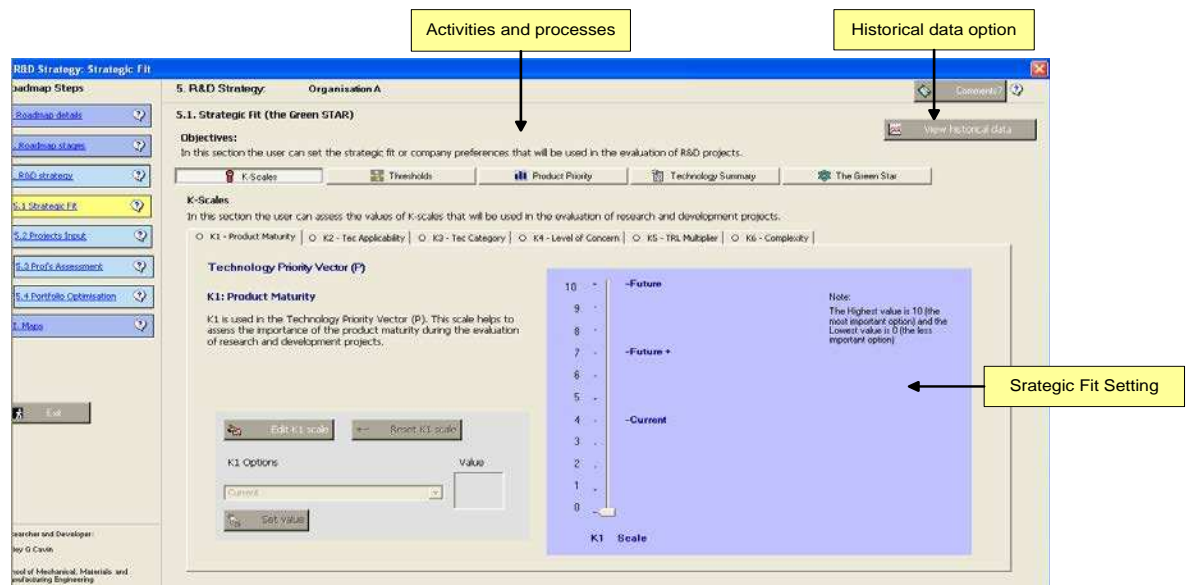 Activities and processes
Historical data option
R&D Strategy: Strategic Fit
oadmap Steps
5. R&D Strategy: Organisation A
Comments?
Roadmap details
5.1. Strategic Fit (the Green STAR)
View historical data
Objectives:
In this section the user can set the strategic fit or company preferences that will be used in the evaluation of R&D projects.
Roadmap stages
R&D strategy
K-Scales
Thresholds
Product Priority
Technology Summary
The Green Star
5.1 Strategic Fit
K-Scales
In this section the user can assess the values of K-scales that will be used in the evaluation of research and development projects.
5.2 Projects Input
K1 - Product Maturity
K2 - Tec Applicability
K3 - Tec Category
K4 - Level of Concern
K5 - TRL Multiplier
K6 - Complexity
5.3 Prof's Assessment
5.4 Portfolio Optimisation
Maps
Exit
Technology Priority Vector (P)
K1: Product Maturity
K1 is used in the Technology Priority Vector (P). This scale helps to
assess the importance of the product maturity during the evaluation
of research and development projects.
Edit K1 scale
Reset K1 scale
K1 Options
Value
Current
Set value
10 -Future
9
8
7 -Future +
6
5
4 -Current
3
2
1
0
K1 Scale
Note:
The Highest value is 10 (the
most important option) and the
Lowest value is 0 (the less
important option)
Srategic Fit Setting
earcher and Developer:
ley G Cavin
ool of Mechanical, Materials and
nufacturing Engineering